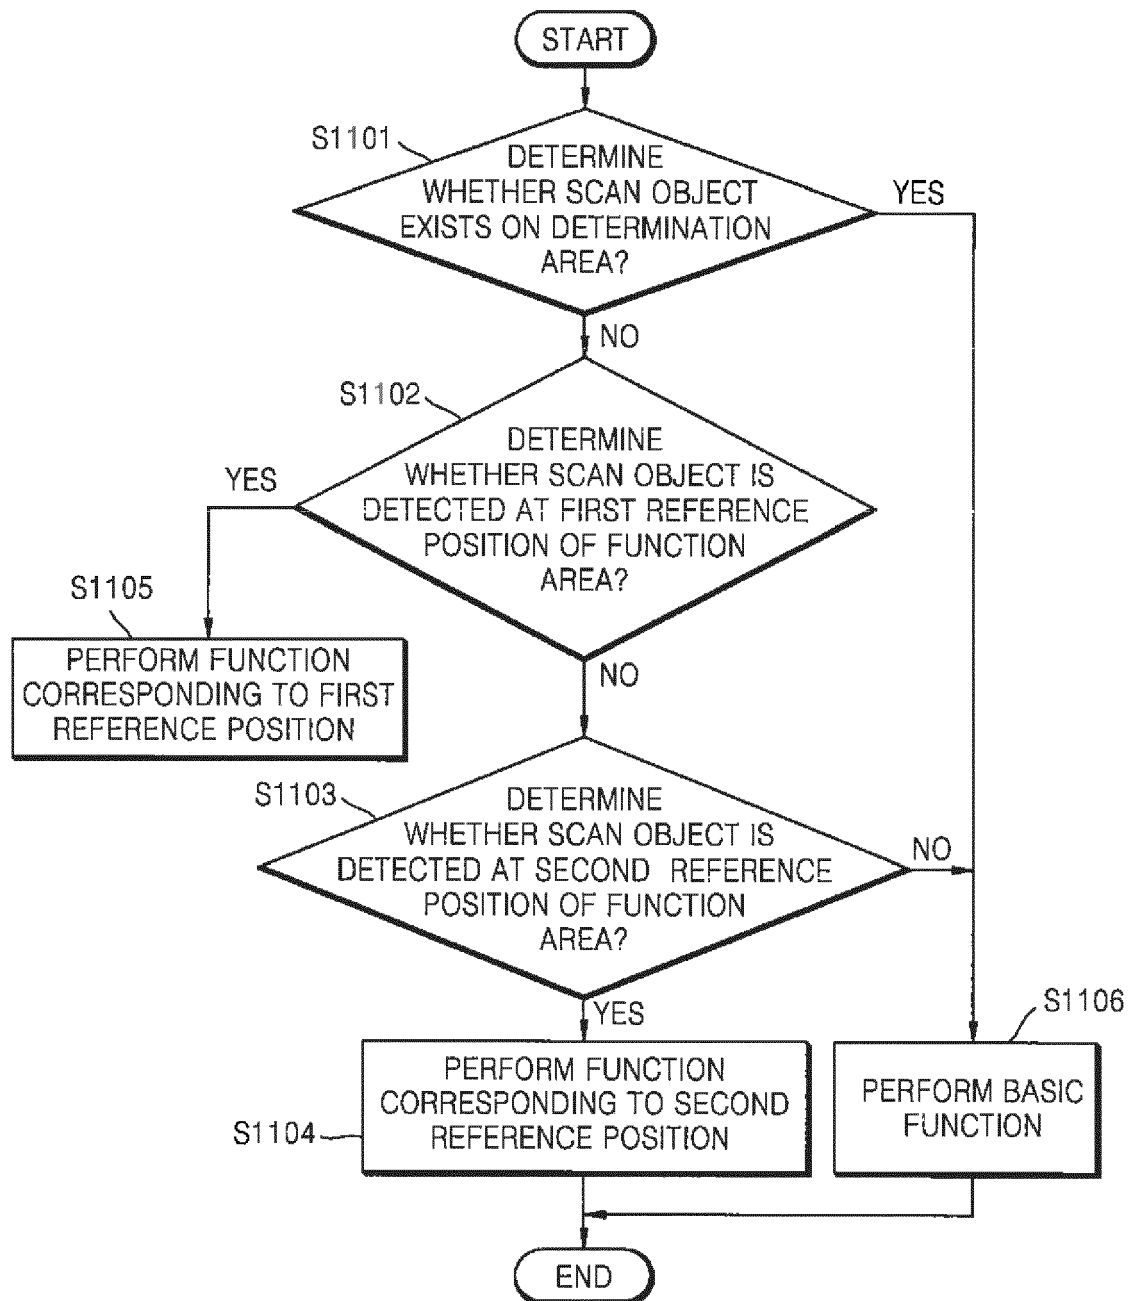 START
S1101
DETERMINE
WHETHER SCAN OBJECT
EXISTS ON DETERMINATION
AREA?
YES
NO
S1102
DETERMINE
WHETHER SCAN OBJECT IS
DETECTED AT FIRST REFERENCE
POSITION OF FUNCTION
AREA?
YES
NO
S1105
PERFORM FUNCTION
CORRESPONDING TO FIRST
REFERENCE POSITION
S1103
DETERMINE
WHETHER SCAN OBJECT IS
DETECTED AT SECOND REFERENCE
POSITION OF FUNCTION
AREA?
NO
YES
S1104
PERFORM FUNCTION
CORRESPONDING TO SECOND
REFERENCE POSITION
S1106
PERFORM BASIC
FUNCTION
END